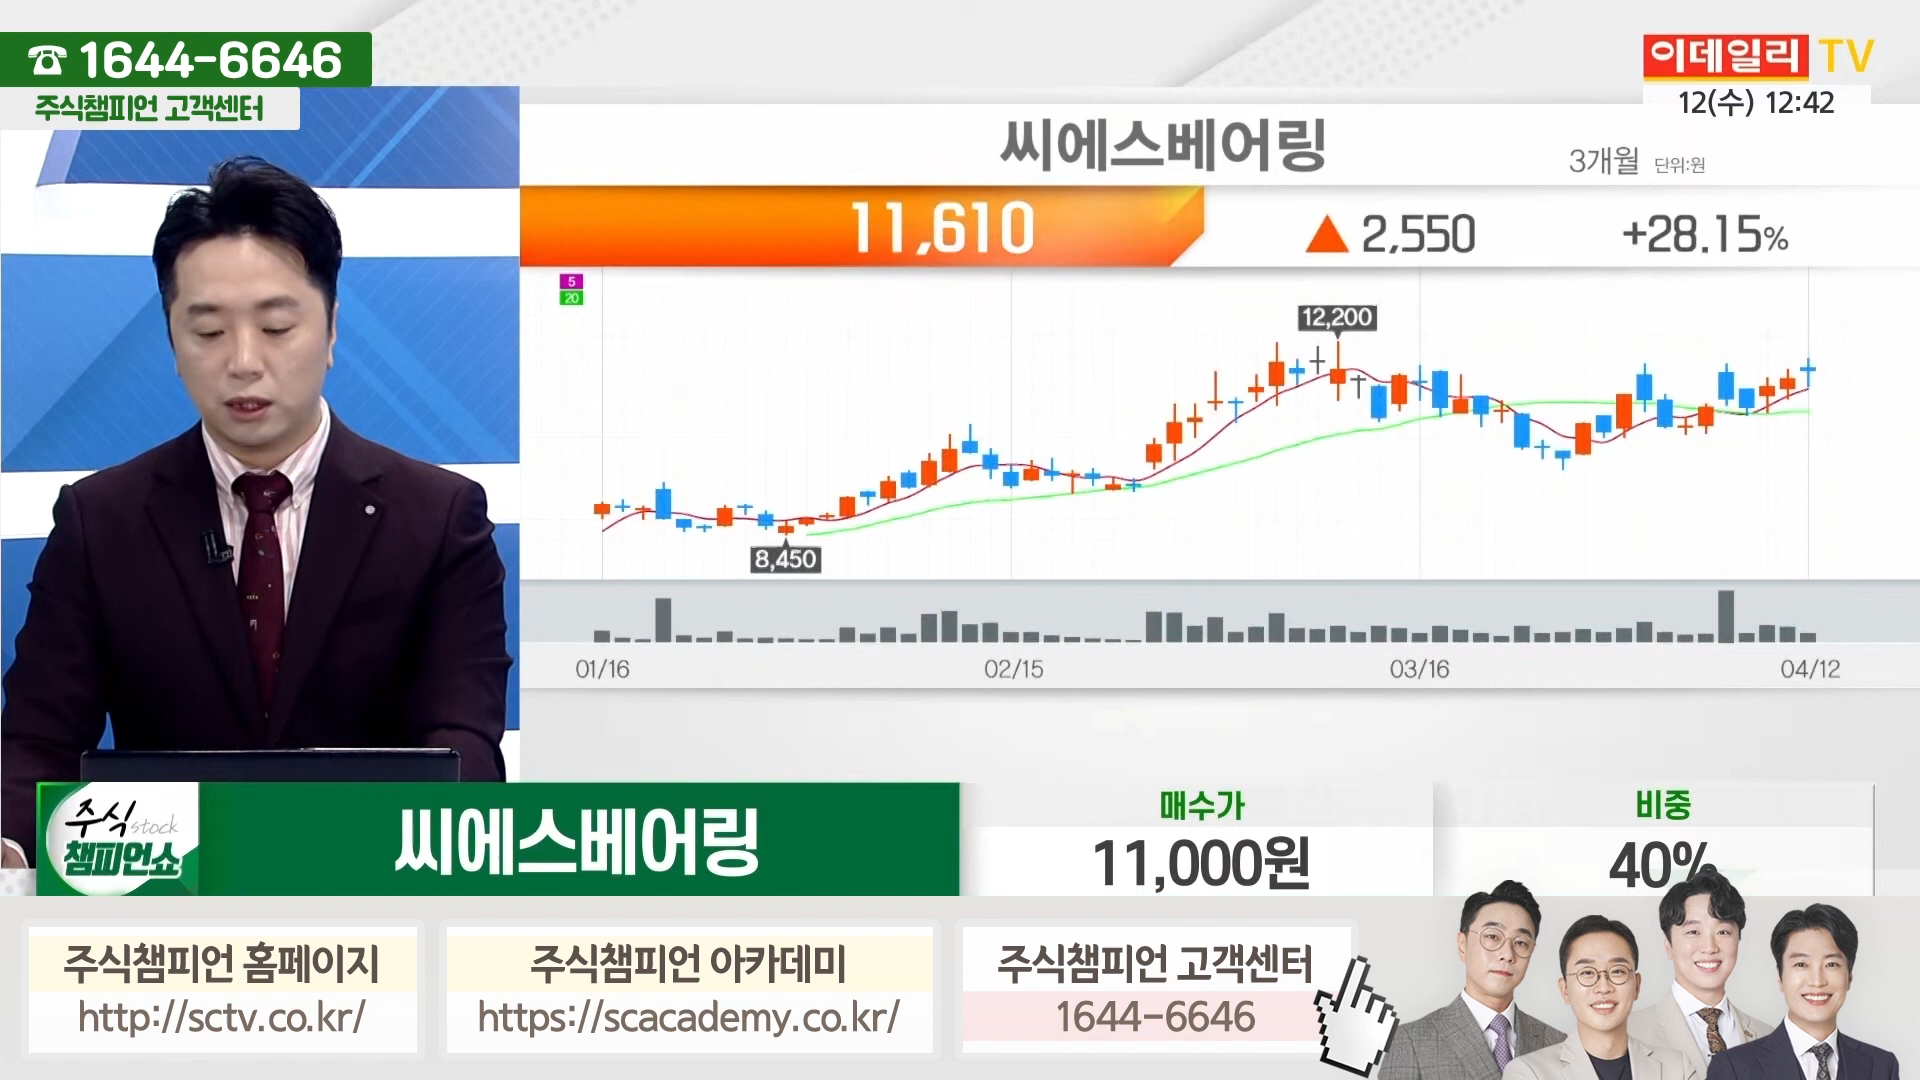 ☎ 1644-6646
주식챔피언 고객센터
이데일리 TV
12(수) 12:42
씨에스베어링
3개월 단위:원
11,610 ▲ 2,550 +28.15%
5
20
12,200
8,450
01/16 02/15 03/16 04/12
주식 stock
챔피언쇼
씨에스베어링
매수가
11,000원
비중
40%
주식챔피언 홈페이지
http://sctv.co.kr/
주식챔피언 아카데미
https://scacademy.co.kr/
주식챔피언 고객센터
1644-6646